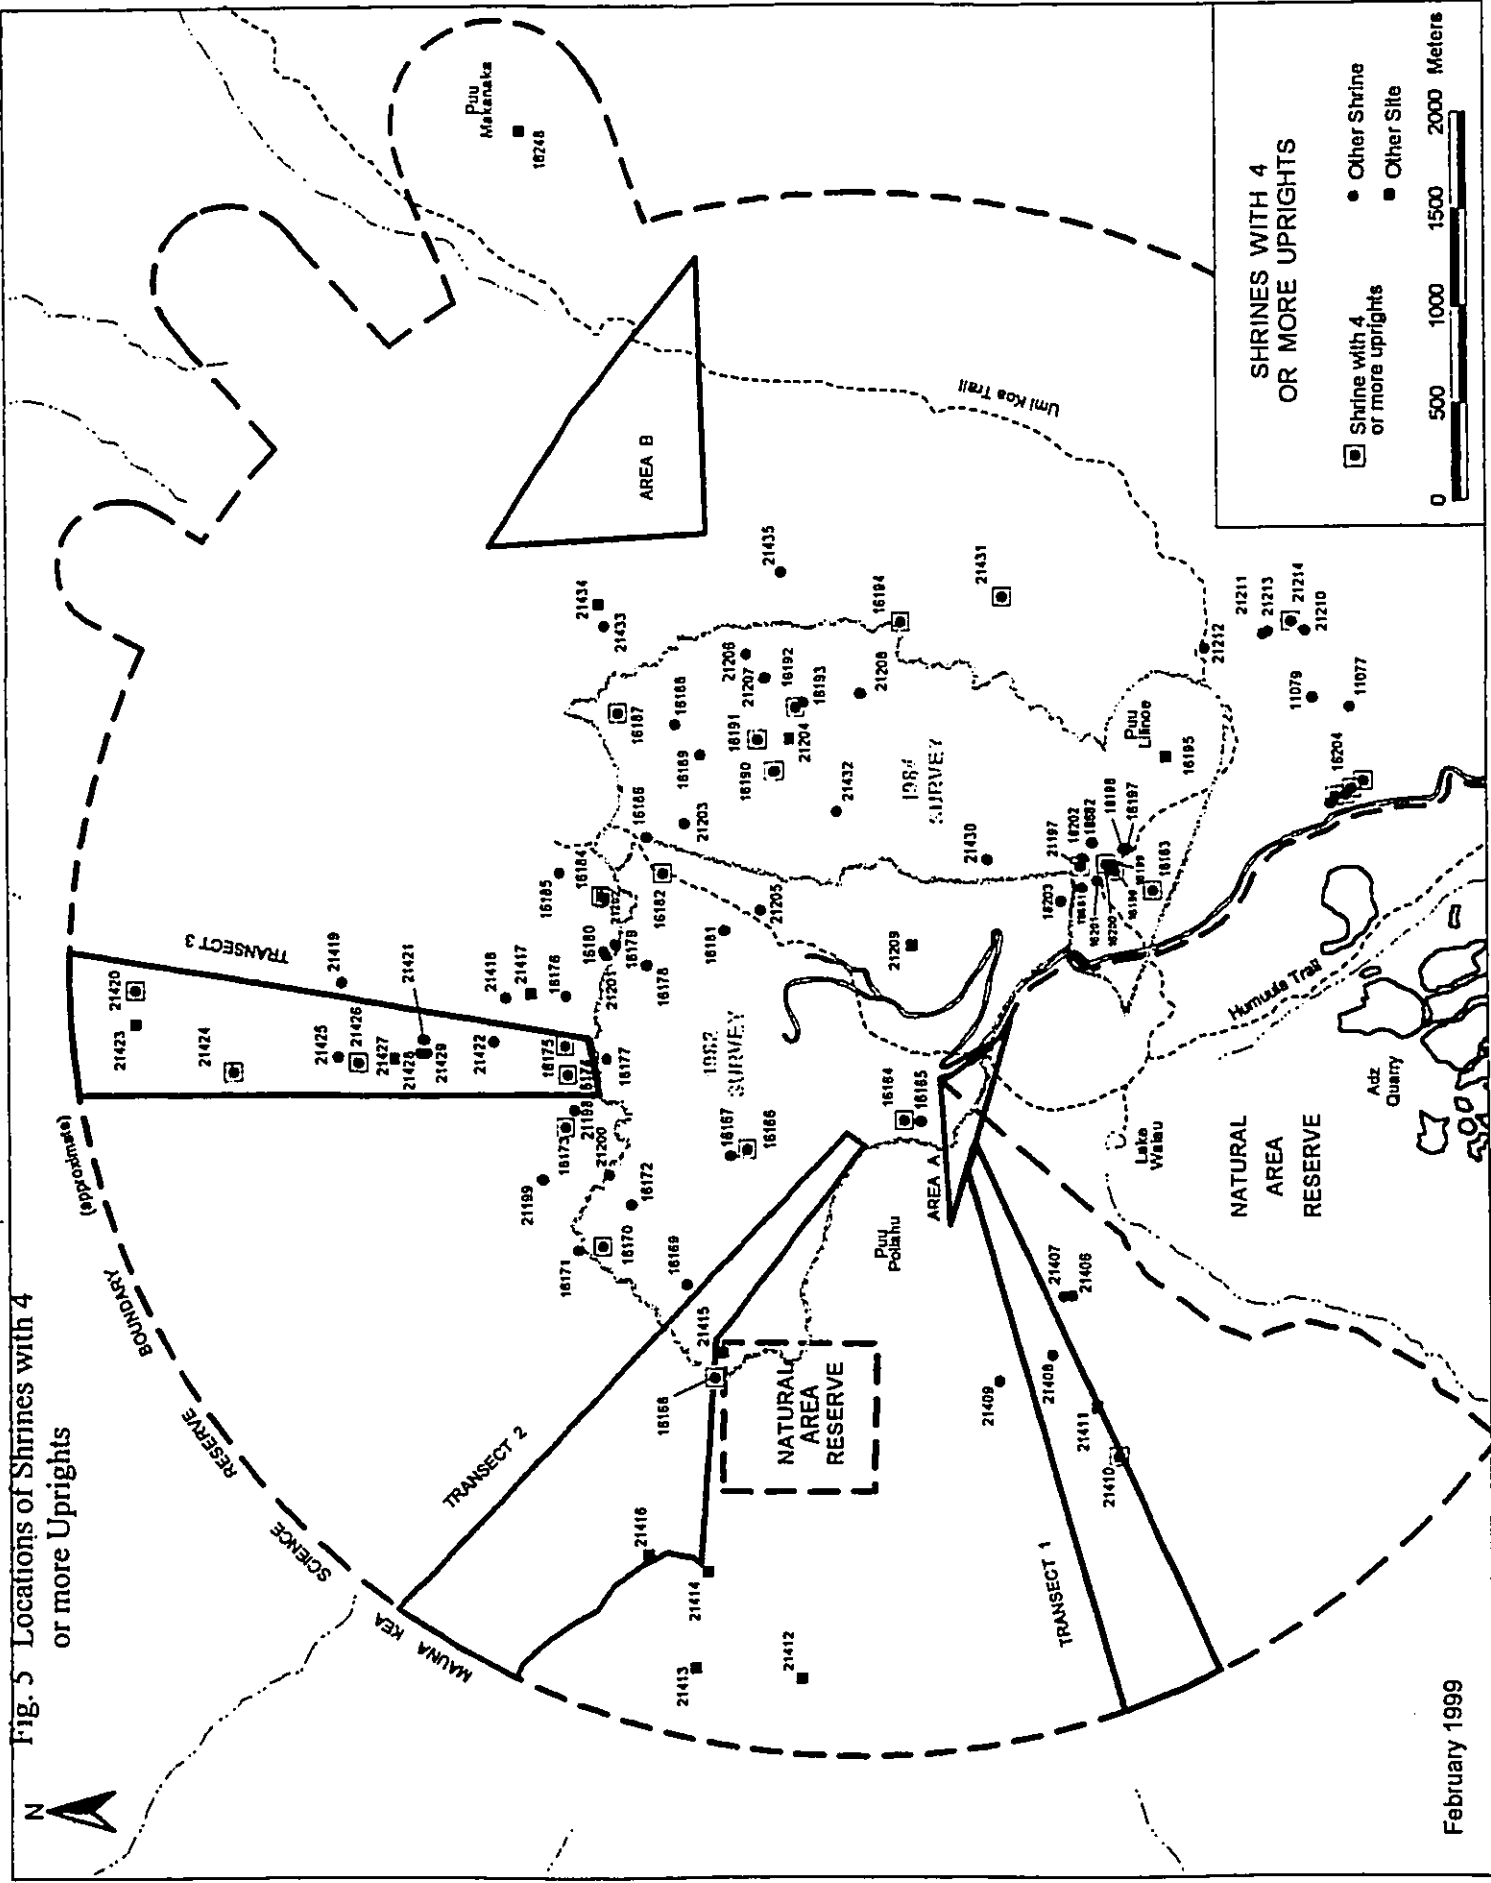 Fig. 5 Locations of Shrines with 4
or more Uprights
N
MAUNA KEA SCIENCE RESERVE BOUNDARY
(approximate)
Puu
Makanaka
16248
TRANSECT 3
21420
21423
21424
21419
21425
21426
21421
21427
21428
21429
21418
21417
21422
16176
16175
16177
16185
16184
16180
16179
21201
16178
16182
16181
21205
21203
16189
16188
16187
21434
21433
AREA B
21435
21206
21207
16192
16193
16191
16190
21204
21208
21432
16194
21431
1984
SURVEY
21430
1982
SURVEY
21209
21198
16173
21200
21199
16172
16171
16170
16169
16167
16166
16164
16165
TRANSECT 2
21415
16168
21416
21414
21413
21412
NATURAL
AREA
RESERVE
Puu
Poliahu
AREA A
21407
21406
21408
21409
21411
21410
TRANSECT 1
Lake
Waiau
NATURAL
AREA
RESERVE
Adz
Quarry
Humuula Trail
Umi Koa Trail
Puu
Lilinoe
16195
21197
16202
16198
16197
16163
16203
16201
16200
16204
11079
11077
21212
21211
21213
21214
21210
SHRINES WITH 4
OR MORE UPRIGHTS
Shrine with 4
or more uprights
Other Shrine
Other Site
0 500 1000 1500 2000 Meters
February 1999